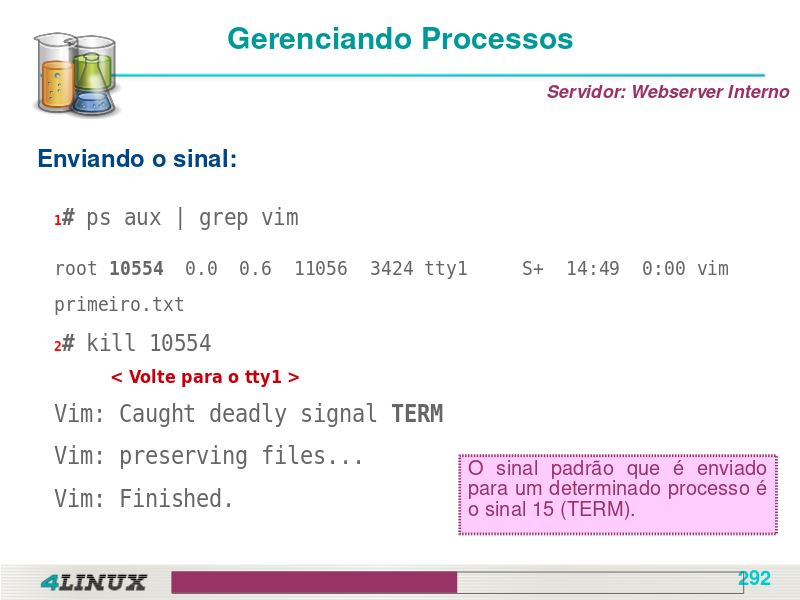 Gerenciando Processos
Servidor: Webserver Interno
Enviando o sinal:
1# ps aux | grep vim
root 10554 0.0 0.6 11056 3424 tty1 S+ 14:49 0:00 vim
primeiro.txt
2# kill 10554
< Volte para o tty1 >
Vim: Caught deadly signal TERM
Vim: preserving files...
Vim: Finished.
O sinal padrão que é enviado
para um determinado processo é
o sinal 15 (TERM).
4LINUX
292